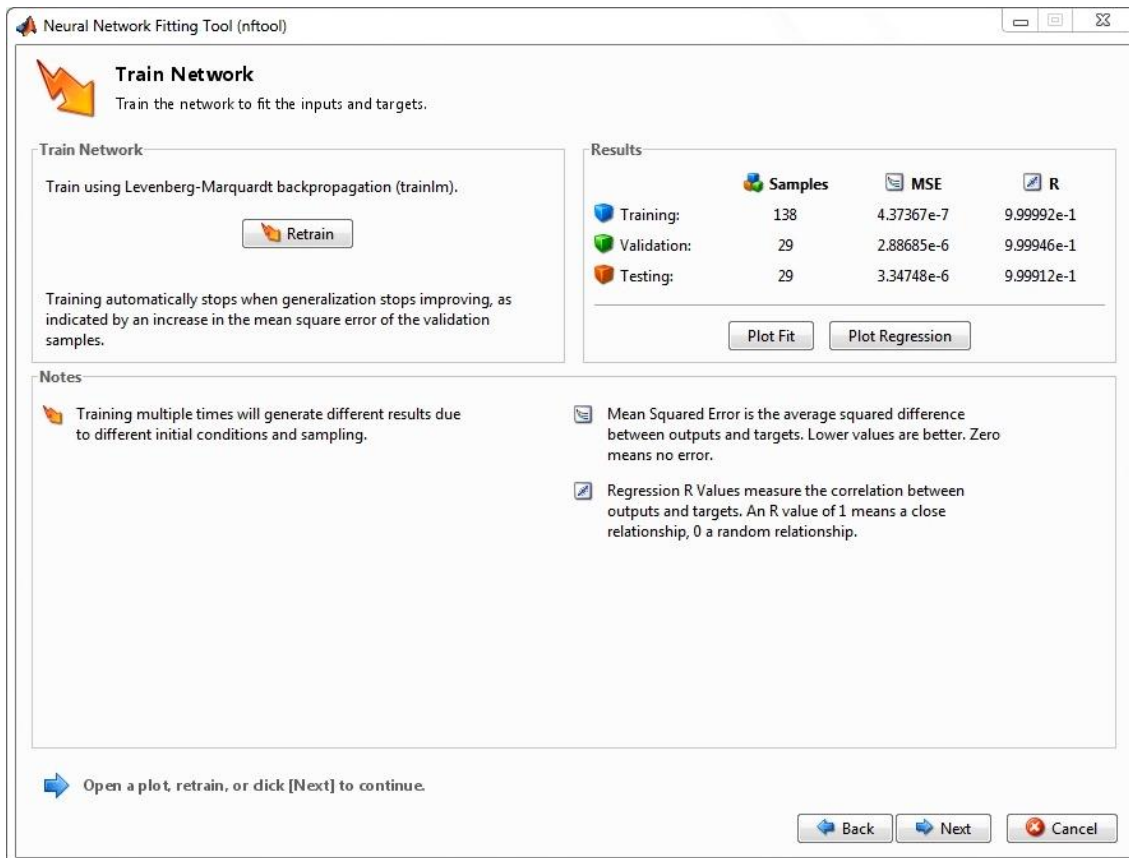 Neural Network Fitting Tool (nftool)
Train Network
Train the network to fit the inputs and targets.
Train Network
Train using Levenberg-Marquardt backpropagation (trainlm).
Retrain
Training automatically stops when generalization stops improving, as
indicated by an increase in the mean square error of the validation
samples.
Results
Samples MSE R
Training: 138 4.37367e-7 9.99992e-1
Validation: 29 2.88685e-6 9.99946e-1
Testing: 29 3.34748e-6 9.99912e-1
Plot Fit Plot Regression
Notes
Training multiple times will generate different results due
to different initial conditions and sampling.
Mean Squared Error is the average squared difference
between outputs and targets. Lower values are better. Zero
means no error.
Regression R Values measure the correlation between
outputs and targets. An R value of 1 means a close
relationship, 0 a random relationship.
Open a plot, retrain, or click [Next] to continue.
Back Next Cancel